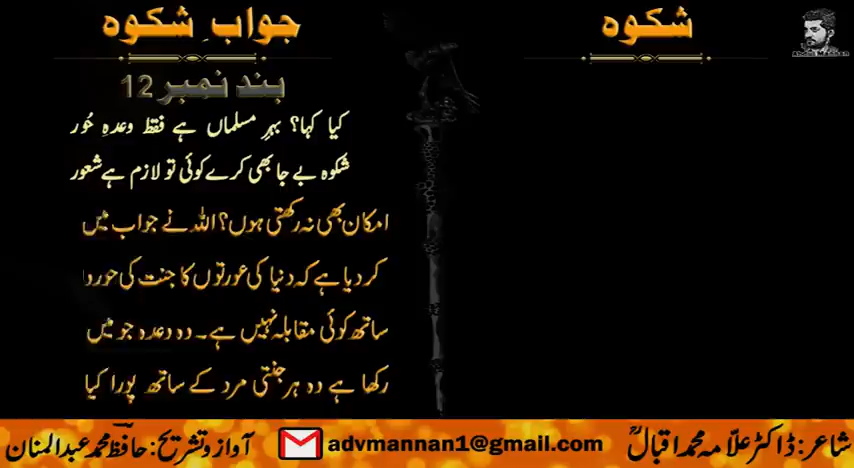 شکوہ
جوابِ شکوہ
بند نمبر 12
کیا کہا؟ بہرِ مسلماں ہے فقط وعدہِ حُور
شکوہ بے جا بھی کرے کوئی تو لازم ہے شعور
امکان بھی نہ رکھتی ہوں؟ اللہ نے جواب میں
کر دیا ہے کہ دنیا کی عورتوں کا جنت کی حورو
ساتھ کوئی مقابلہ نہیں ہے۔ وہ وعدہ جو میں
رکھا ہے وہ ہر جنتی مرد کے ساتھ پورا کیا
شاعر: ڈاکٹر علّامہ محمد اقبالؒ
advmannan1@gmail.com
آواز و تشریح: حافظ محمد عبدالمنان